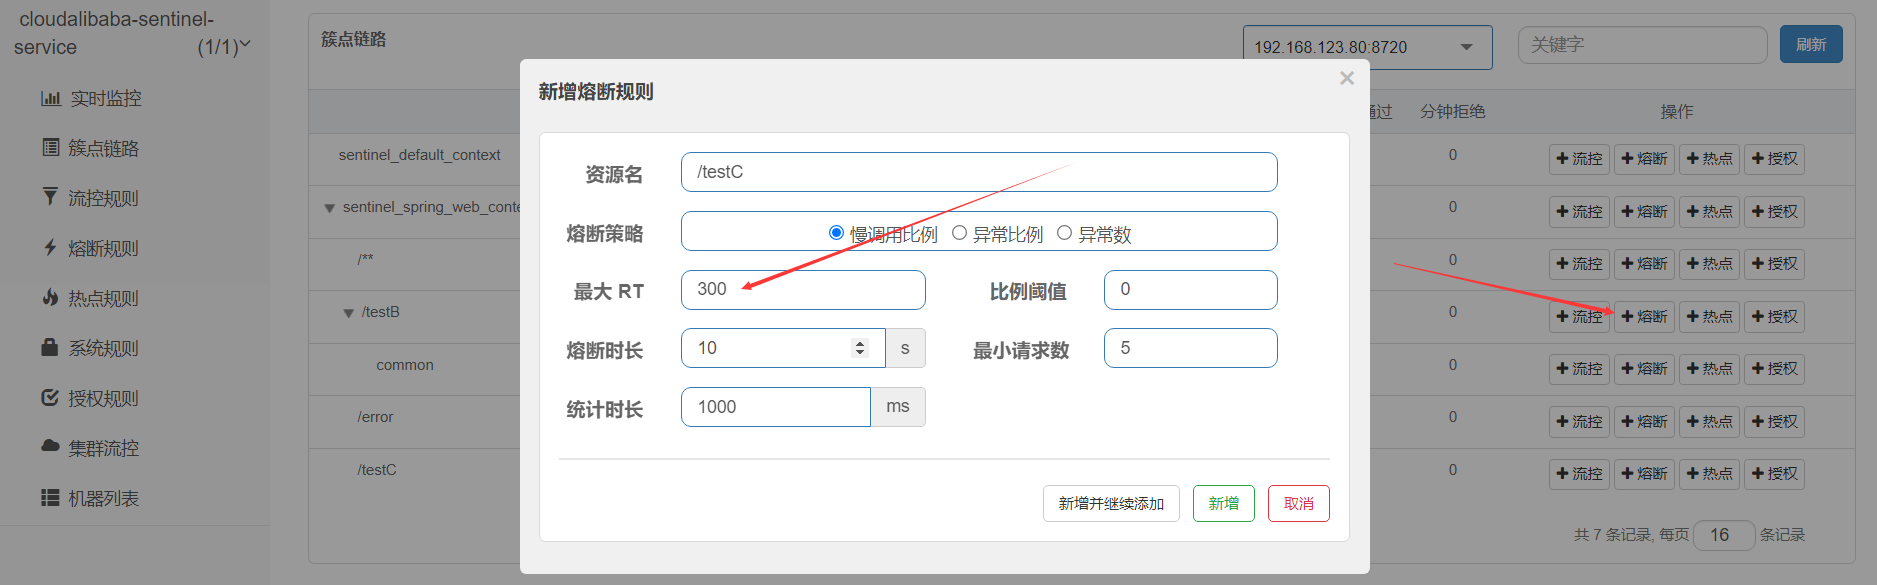 cloudalibaba-sentinel-
service (1/1)
实时监控
簇点链路
流控规则
熔断规则
热点规则
系统规则
授权规则
集群流控
机器列表
簇点链路
192.168.123.80:8720
关键字
刷新
通过 分钟拒绝 操作
sentinel_default_context 0 流控 熔断 热点 授权
sentinel_spring_web_conte 0 流控 熔断 热点 授权
/** 0 流控 熔断 热点 授权
/testB 0 流控 熔断 热点 授权
common 0 流控 熔断 热点 授权
/error 0 流控 熔断 热点 授权
/testC 0 流控 熔断 热点 授权
共 7 条记录, 每页 16 条记录
新增熔断规则 ×
资源名 /testC
熔断策略 慢调用比例 异常比例 异常数
最大 RT 300 比例阈值 0
熔断时长 10 s 最小请求数 5
统计时长 1000 ms
新增并继续添加 新增 取消